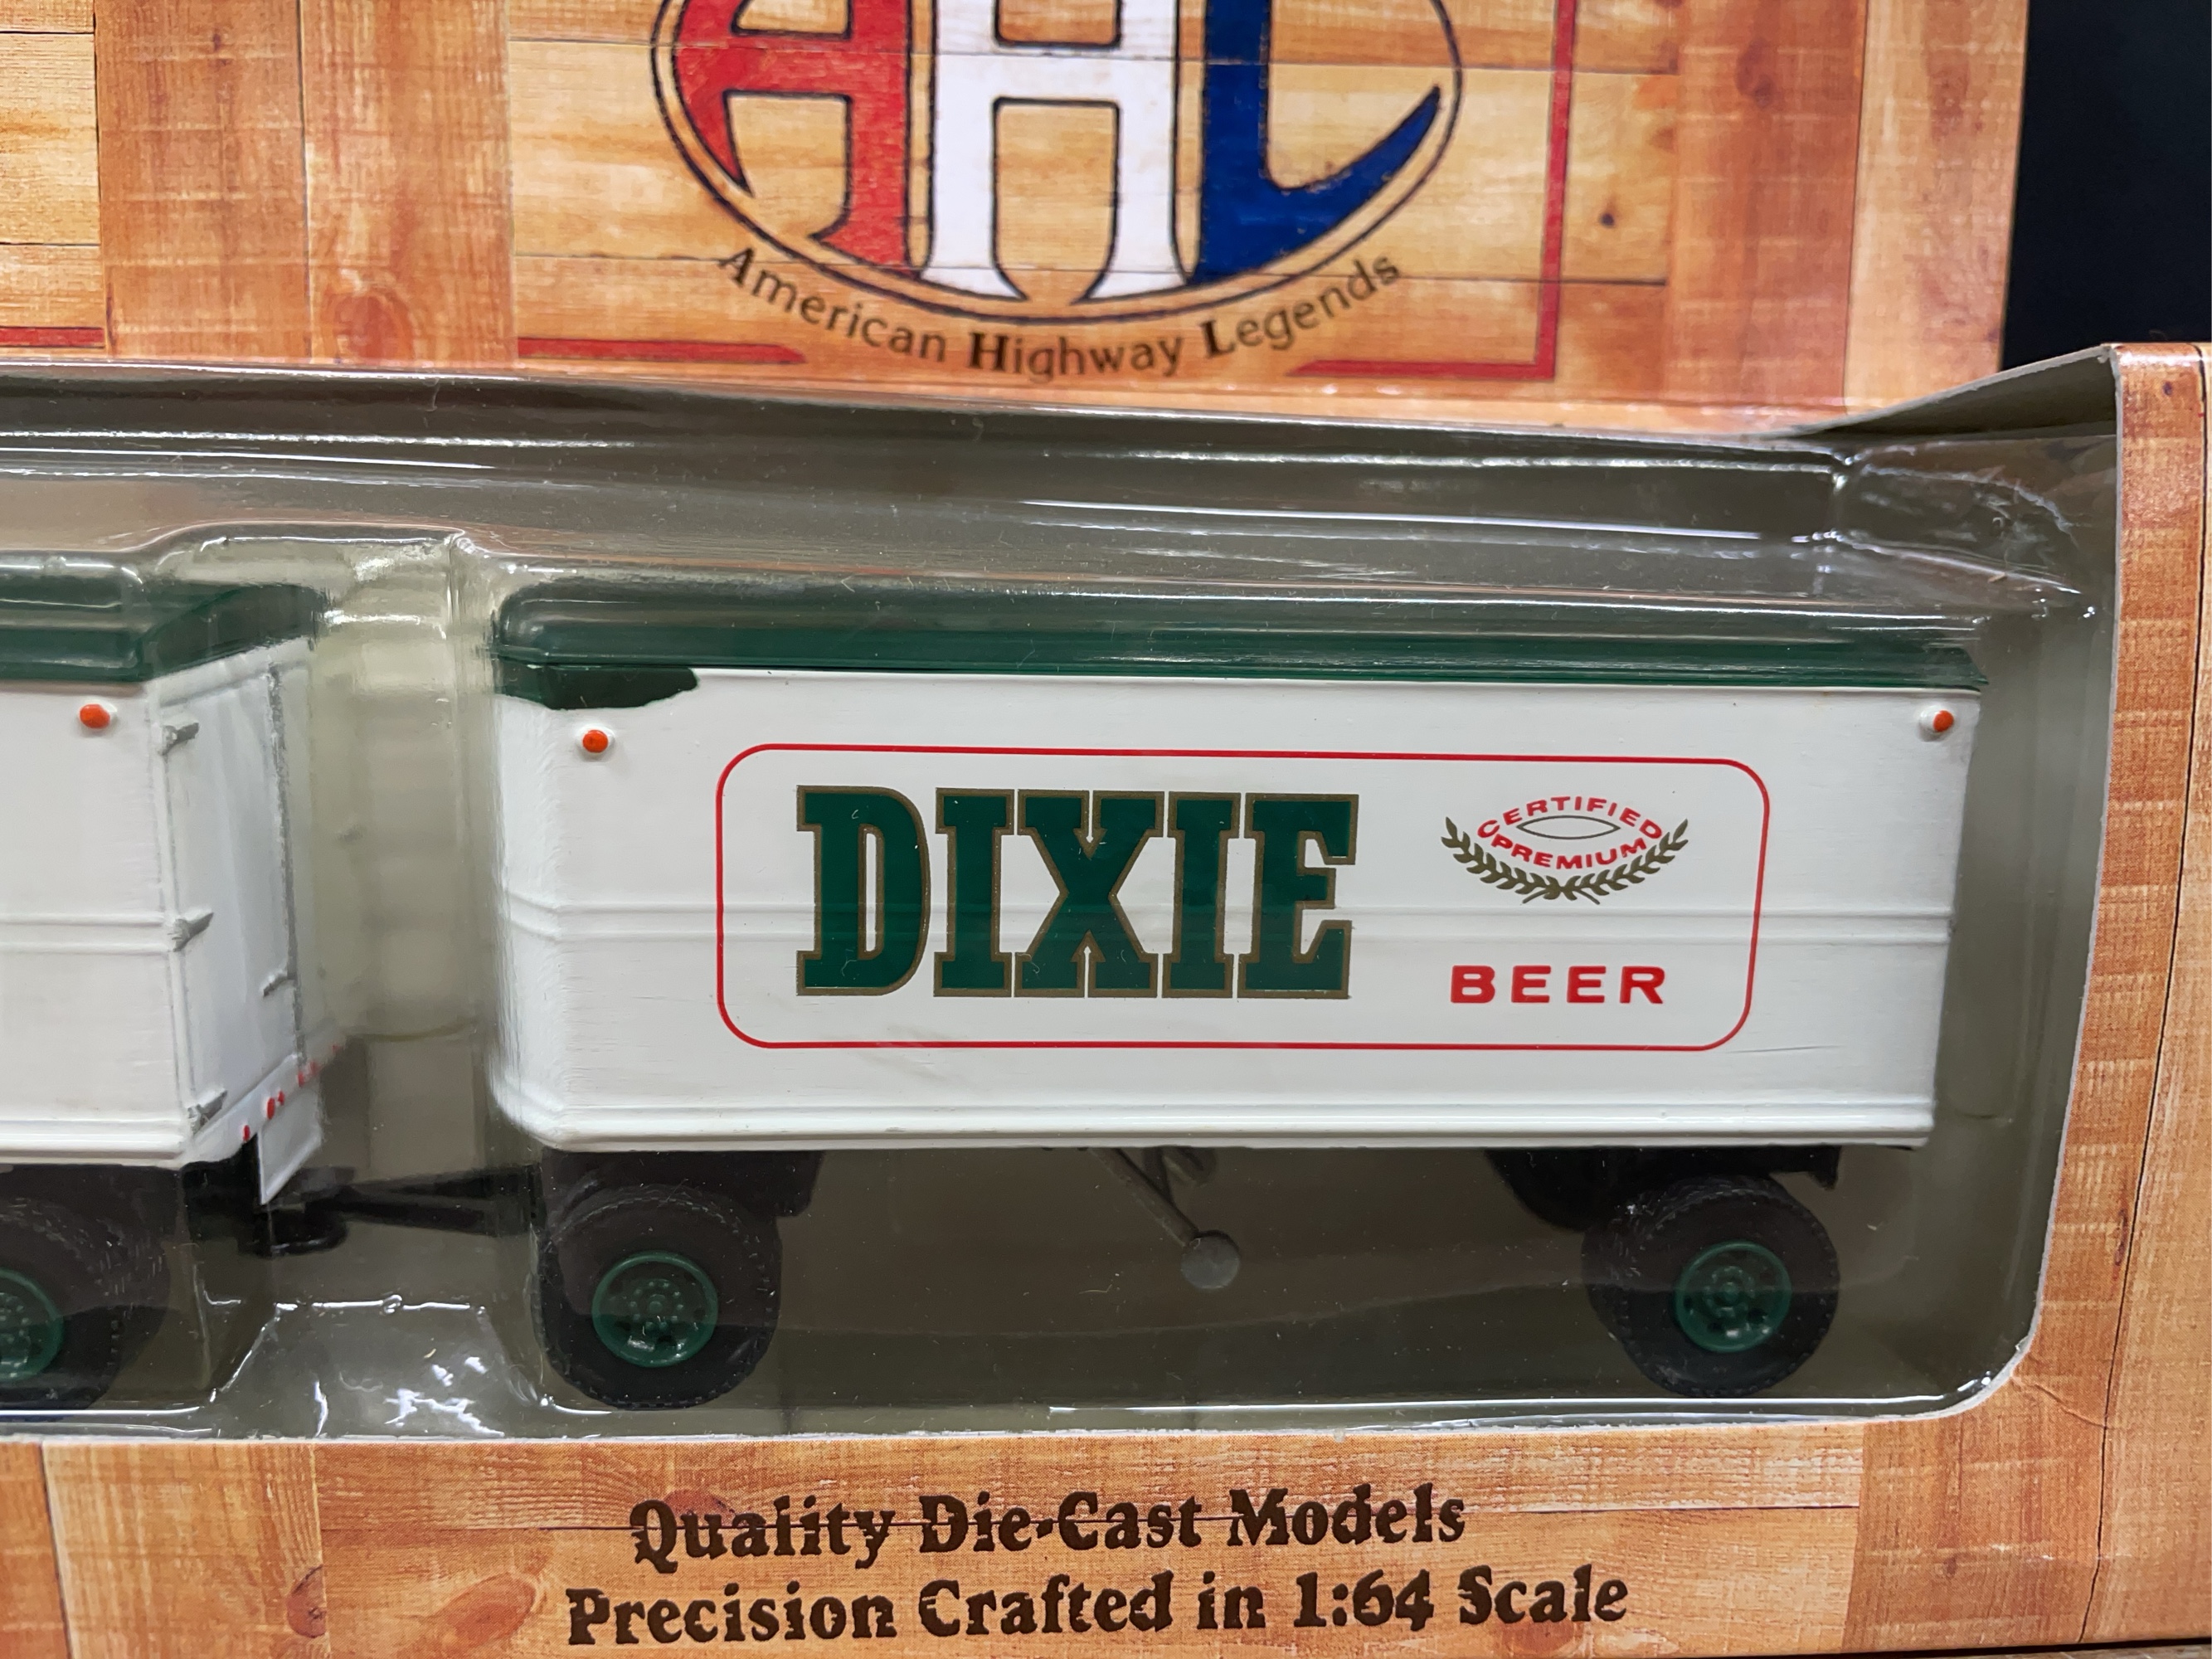 AHL
American Highway Legends
DIXIE
CERTIFIED
PREMIUM
BEER
Quality Die-Cast Models
Precision Crafted in 1:64 Scale